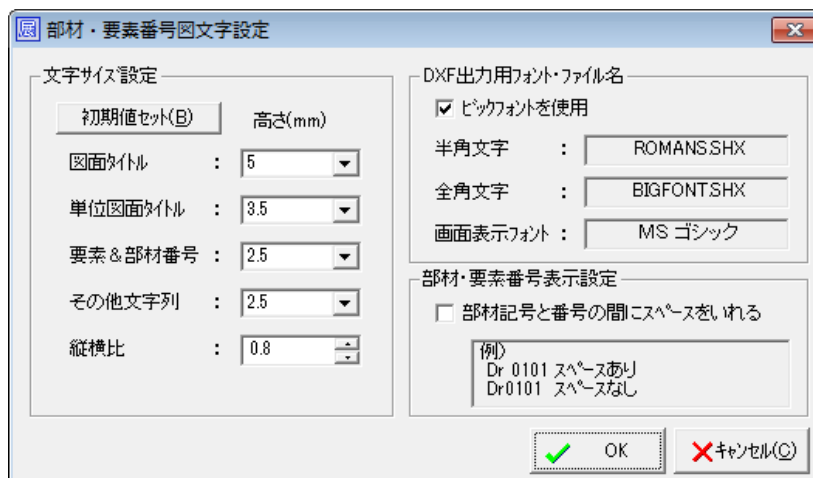 展 部材・要素番号図文字設定
文字サイズ設定
初期値セット(B) 高さ(mm)
図面タイトル : 5
単位図面タイトル : 3.5
要素&部材番号 : 2.5
その他文字列 : 2.5
縦横比 : 0.8
DXF出力用フォント・ファイル名
ビックフォントを使用
半角文字 : ROMANS.SHX
全角文字 : BIGFONT.SHX
画面表示フォント : MS ゴシック
部材・要素番号表示設定
部材記号と番号の間にスペースをいれる
例)
Dr 0101 スペースあり
Dr0101 スペースなし
OK キャンセル(C)